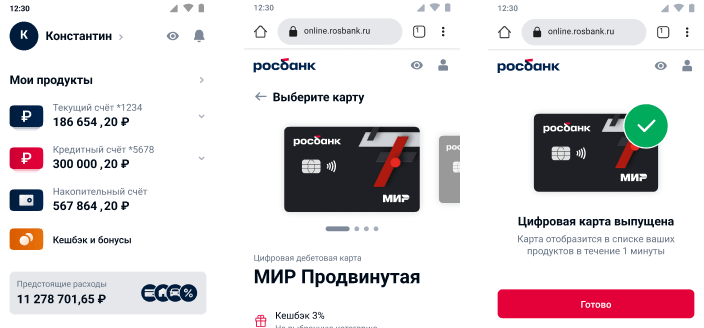 12:30
К
Константин
Мои продукты
Текущий счёт *1234
186 654 ,20 ₽
Кредитный счёт *5678
300 000 ,20 ₽
Накопительный счёт
567 864 ,20 ₽
Кешбэк и бонусы
Предстоящие расходы
11 278 701,65 ₽
12:30
online.rosbank.ru
1
росбанк
Выберите карту
росбанк
МИР
Цифровая дебетовая карта
МИР Продвинутая
Кешбэк 3%
На выбранную категорию
12:30
online.rosbank.ru
1
росбанк
росбанк
МИР
Цифровая карта выпущена
Карта отобразится в списке ваших
продуктов в течение 1 минуты
Готово